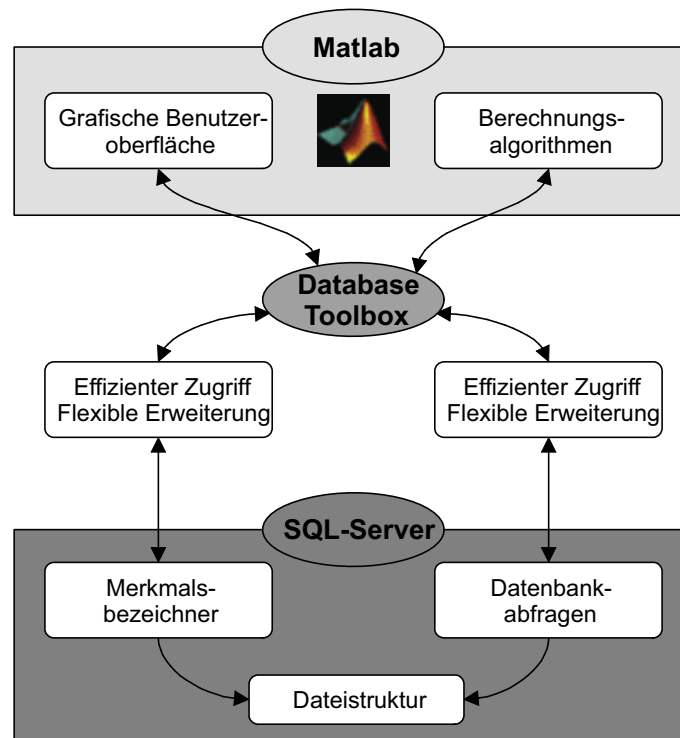 Matlab
Grafische Benutzer-
oberfläche
Berechnungs-
algorithmen
Database
Toolbox
Effizienter Zugriff
Flexible Erweiterung
Effizienter Zugriff
Flexible Erweiterung
SQL-Server
Merkmals-
bezeichner
Datenbank-
abfragen
Dateistruktur